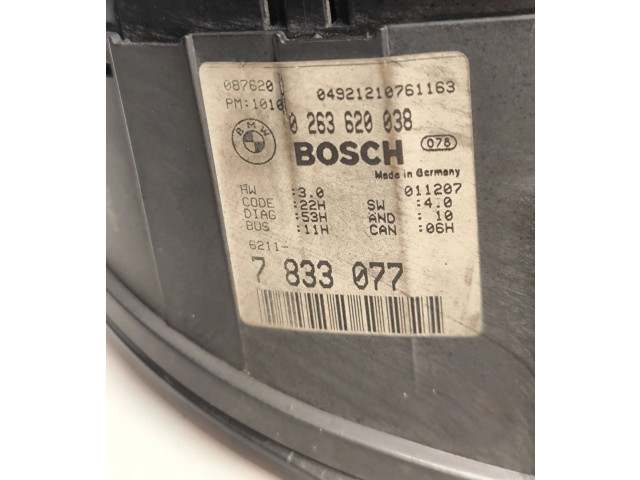 087620 04921210761163
PM:1010
BMW 0 263 620 038
BOSCH 078
Made in Germany
HW :3.0 011207
CODE :22H SW :4.0
DIAG :53H AND : 10
BUS :11H CAN :06H
6211-
7 833 077